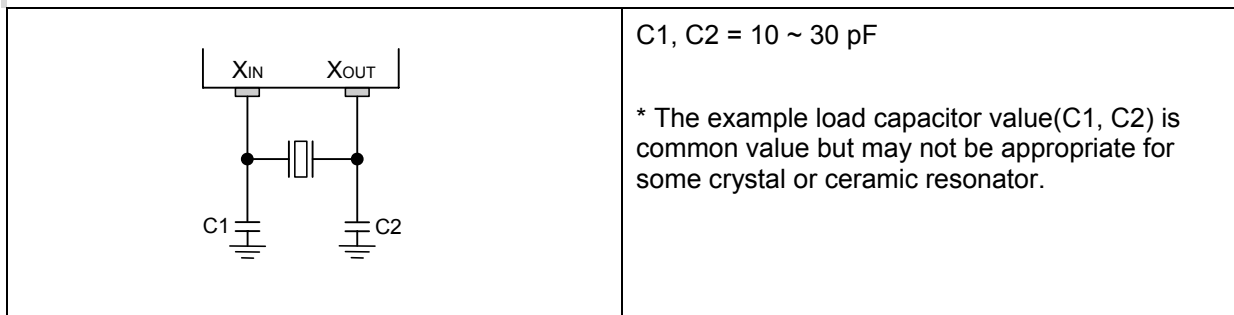 XIN XOUT
C1 C2
C1, C2 = 10 ~ 30 pF
* The example load capacitor value(C1, C2) is
common value but may not be appropriate for
some crystal or ceramic resonator.